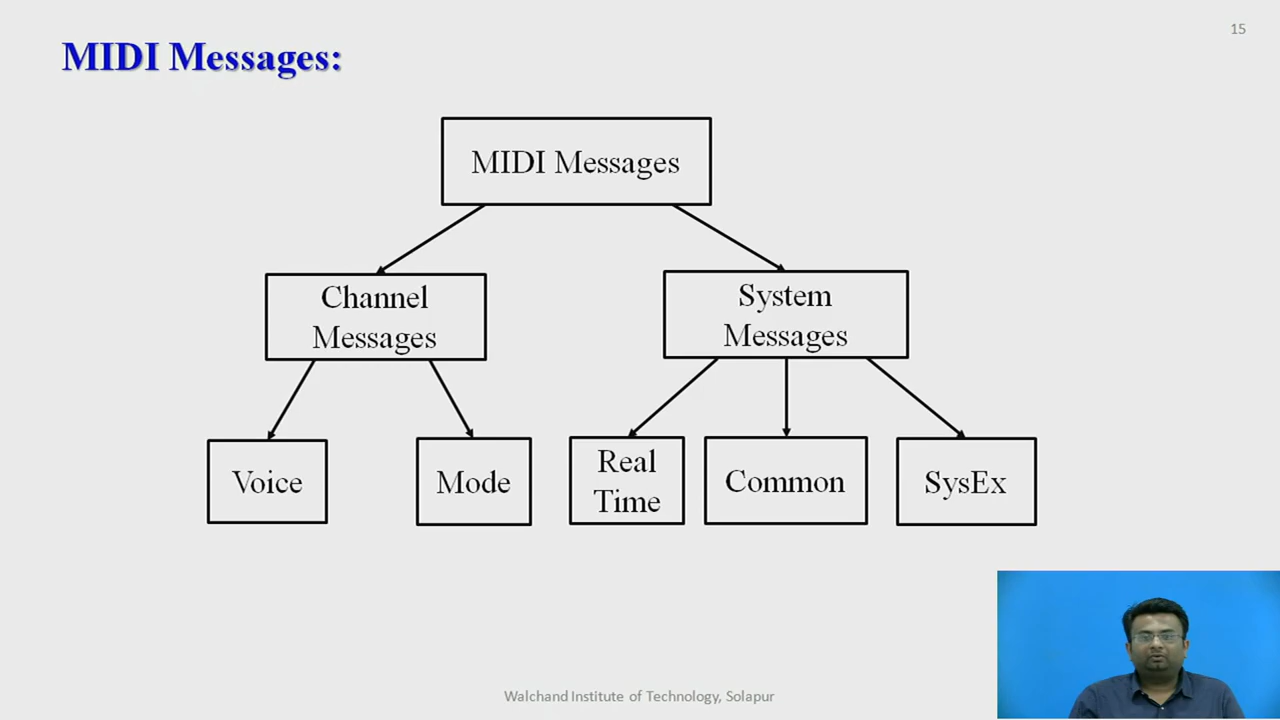 15
MIDI Messages:
MIDI Messages
Channel
Messages
System
Messages
Voice
Mode
Real
Time
Common
SysEx
Walchand Institute of Technology, Solapur